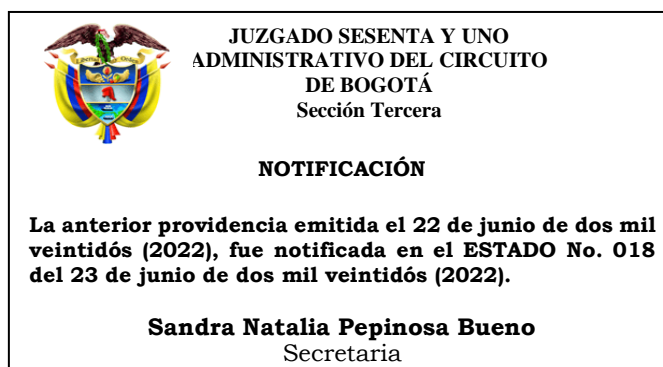 JUZGADO SESENTA Y UNO
ADMINISTRATIVO DEL CIRCUITO
DE BOGOTÁ
Sección Tercera
NOTIFICACIÓN
La anterior providencia emitida el 22 de junio de dos mil
veintidós (2022), fue notificada en el ESTADO No. 018
del 23 de junio de dos mil veintidós (2022).
Sandra Natalia Pepinosa Bueno
Secretaria